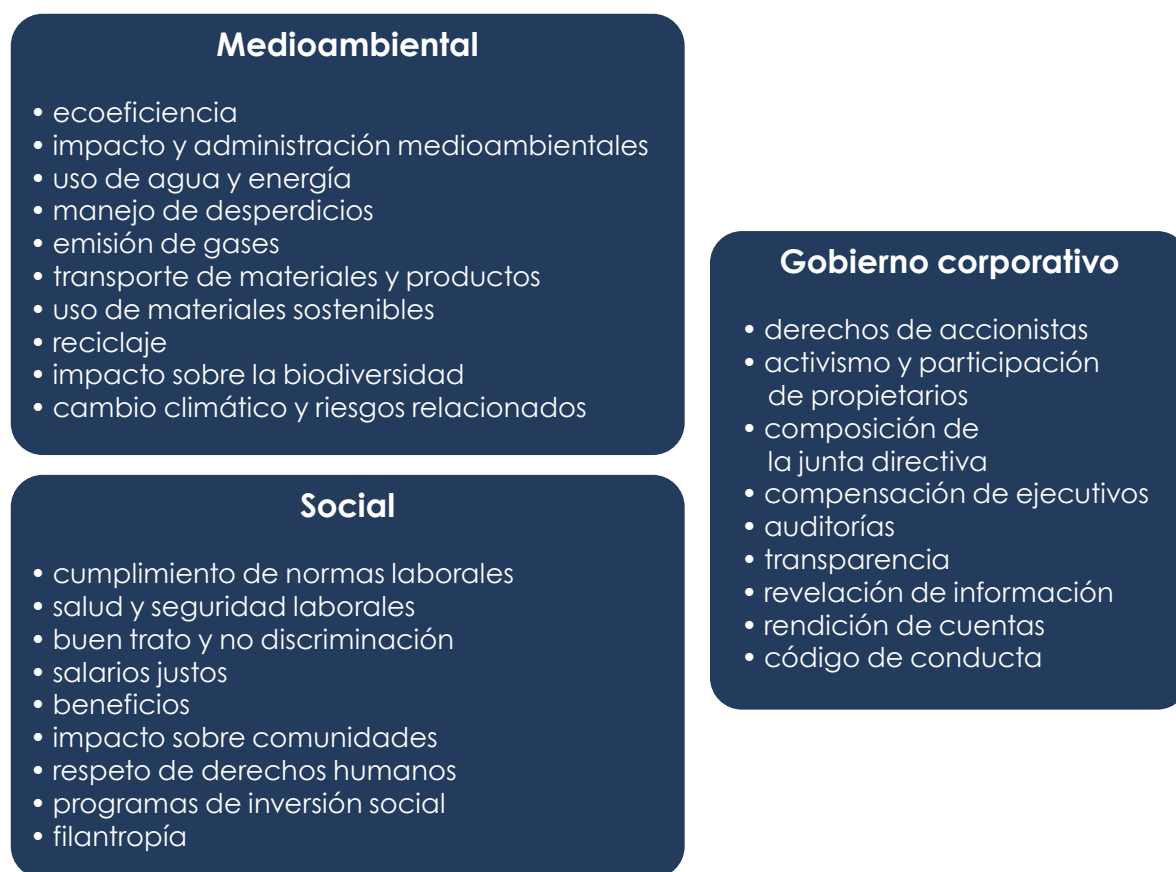 Medioambiental
• ecoeficiencia
• impacto y administración medioambientales
• uso de agua y energía
• manejo de desperdicios
• emisión de gases
• transporte de materiales y productos
• uso de materiales sostenibles
• reciclaje
• impacto sobre la biodiversidad
• cambio climático y riesgos relacionados
Social
• cumplimiento de normas laborales
• salud y seguridad laborales
• buen trato y no discriminación
• salarios justos
• beneficios
• impacto sobre comunidades
• respeto de derechos humanos
• programas de inversión social
• filantropía
Gobierno corporativo
• derechos de accionistas
• activismo y participación
de propietarios
• composición de
la junta directiva
• compensación de ejecutivos
• auditorías
• transparencia
• revelación de información
• rendición de cuentas
• código de conducta